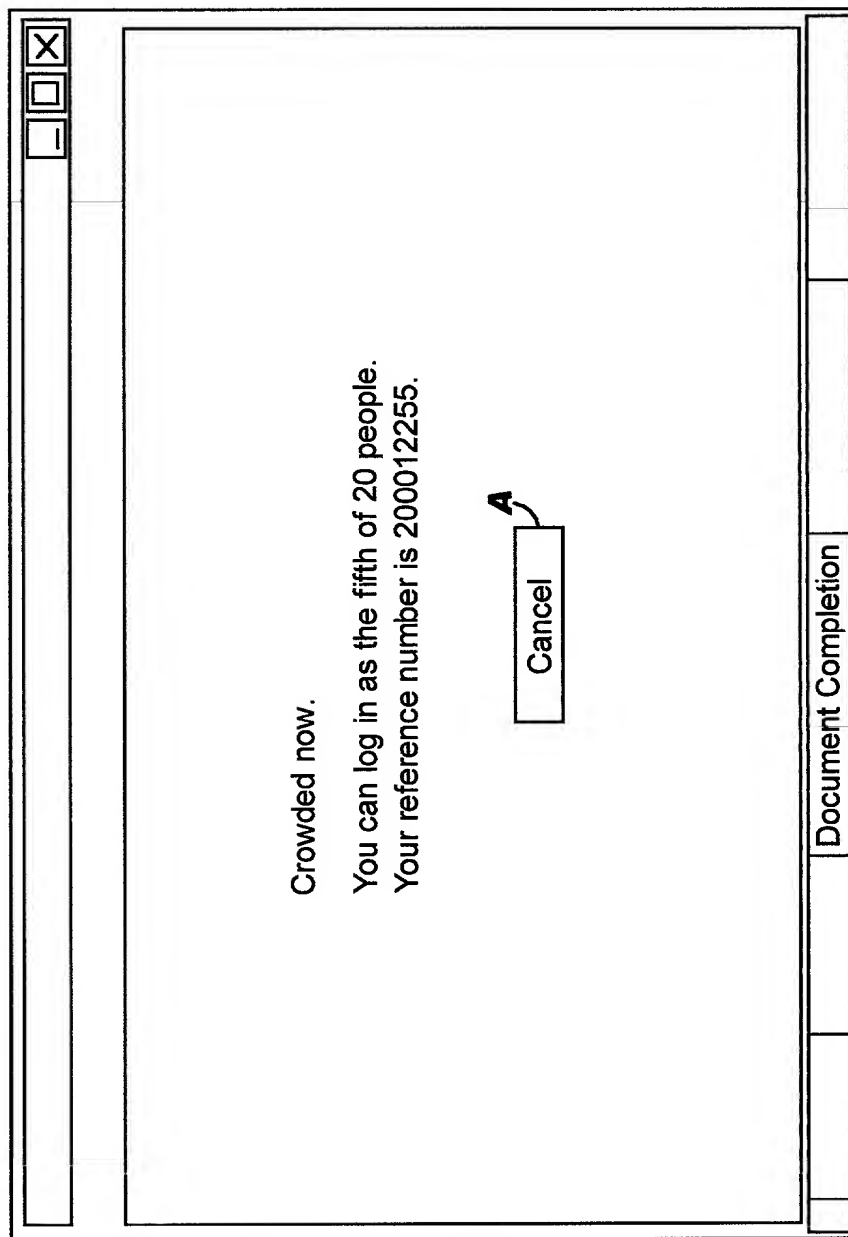 Crowded now.
You can log in as the fifth of 20 people.
Your reference number is 200012255.
A
Cancel
Document Completion